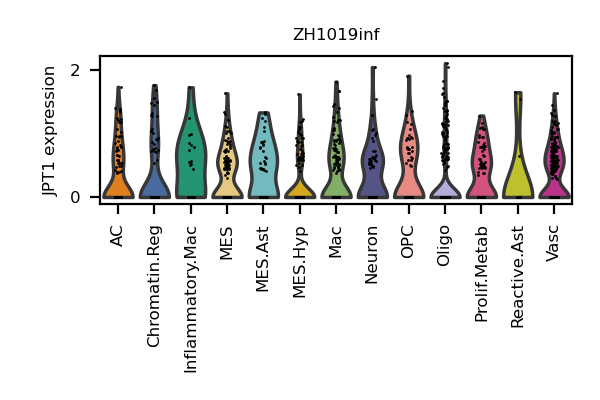 ZH1019inf
JPT1 expression
2
0
AC
Chromatin.Reg
Inflammatory.Mac
MES
MES.Ast
MES.Hyp
Mac
Neuron
OPC
Oligo
Prolif.Metab
Reactive.Ast
Vasc